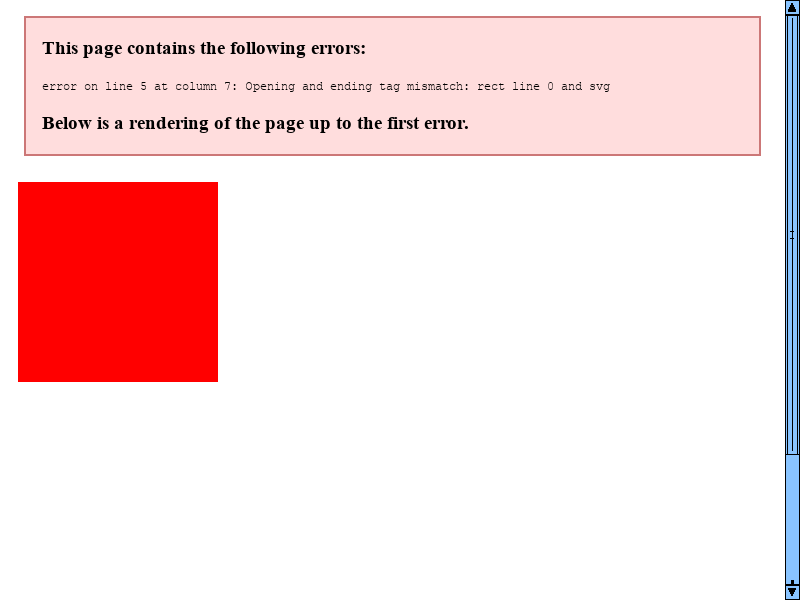 This page contains the following errors:
error on line 5 at column 7: Opening and ending tag mismatch: rect line 0 and svg
Below is a rendering of the page up to the first error.